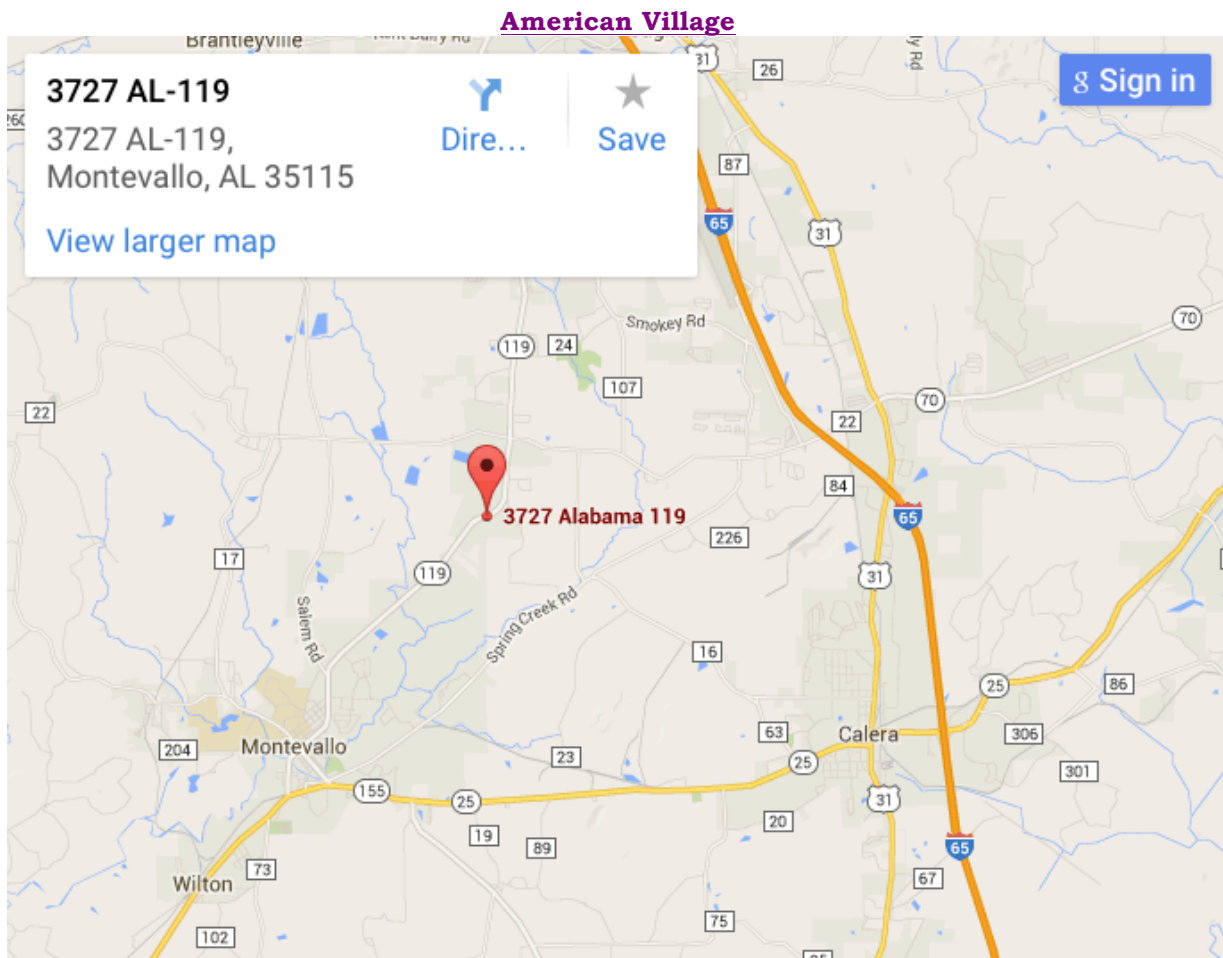 American Village
Brantleyville
31
26
3727 AL-119
3727 AL-119,
Montevallo, AL 35115
Dire...
Save
View larger map
g Sign in
87
65
31
Smokey Rd
70
119
24
107
22
70
22
84
3727 Alabama 119
65
226
17
119
31
Salem Rd
Spring Creek Rd
16
25
86
204
Montevallo
63
Calera
306
23
25
301
155
25
31
20
19
89
65
73
Wilton
67
75
102